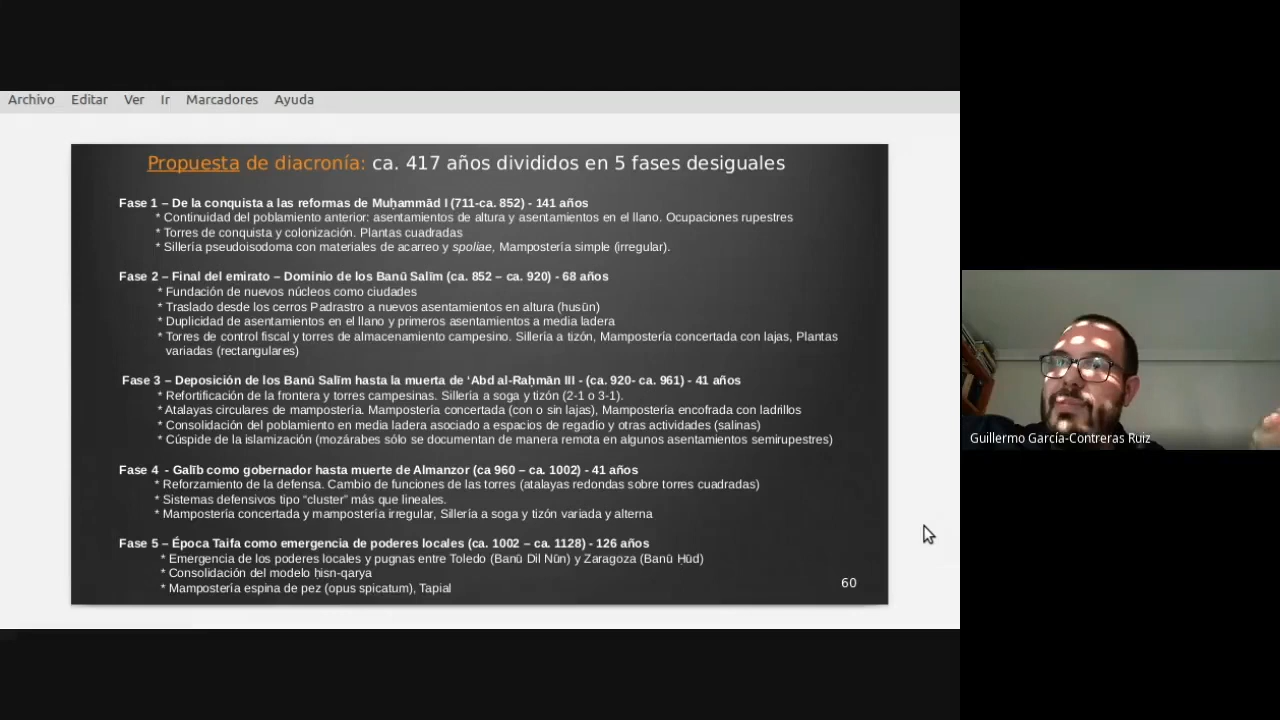 Archivo Editar Ver Ir Marcadores Ayuda
Propuesta de diacronía: ca. 417 años divididos en 5 fases desiguales
Fase 1 – De la conquista a las reformas de Muḥammād I (711-ca. 852) - 141 años
* Continuidad del poblamiento anterior: asentamientos de altura y asentamientos en el llano. Ocupaciones rupestres
* Torres de conquista y colonización. Plantas cuadradas
* Sillería pseudoisodoma con materiales de acarreo y spoliae, Mampostería simple (irregular).
Fase 2 – Final del emirato – Dominio de los Banū Salīm (ca. 852 – ca. 920) - 68 años
* Fundación de nuevos núcleos como ciudades
* Traslado desde los cerros Padrastro a nuevos asentamientos en altura (husūn)
* Duplicidad de asentamientos en el llano y primeros asentamientos a media ladera
* Torres de control fiscal y torres de almacenamiento campesino. Sillería a tizón, Mampostería concertada con lajas, Plantas
variadas (rectangulares)
Fase 3 – Deposición de los Banū Salīm hasta la muerta de ‘Abd al-Raḥmān III - (ca. 920- ca. 961) - 41 años
* Refortificación de la frontera y torres campesinas. Sillería a soga y tizón (2-1 o 3-1).
* Atalayas circulares de mampostería. Mampostería concertada (con o sin lajas), Mampostería encofrada con ladrillos
* Consolidación del poblamiento en media ladera asociado a espacios de regadío y otras actividades (salinas)
* Cúspide de la islamización (mozárabes sólo se documentan de manera remota en algunos asentamientos semirupestres)
Fase 4 - Galīb como gobernador hasta muerte de Almanzor (ca 960 – ca. 1002) - 41 años
* Reforzamiento de la defensa. Cambio de funciones de las torres (atalayas redondas sobre torres cuadradas)
* Sistemas defensivos tipo “cluster” más que lineales.
* Mampostería concertada y mampostería irregular, Sillería a soga y tizón variada y alterna
Fase 5 – Época Taifa como emergencia de poderes locales (ca. 1002 – ca. 1128) - 126 años
* Emergencia de los poderes locales y pugnas entre Toledo (Banū Dil Nūn) y Zaragoza (Banū Ḥūd)
* Consolidación del modelo ḥisn-qarya
* Mampostería espina de pez (opus spicatum), Tapial
60
Guillermo García-Contreras Ruiz